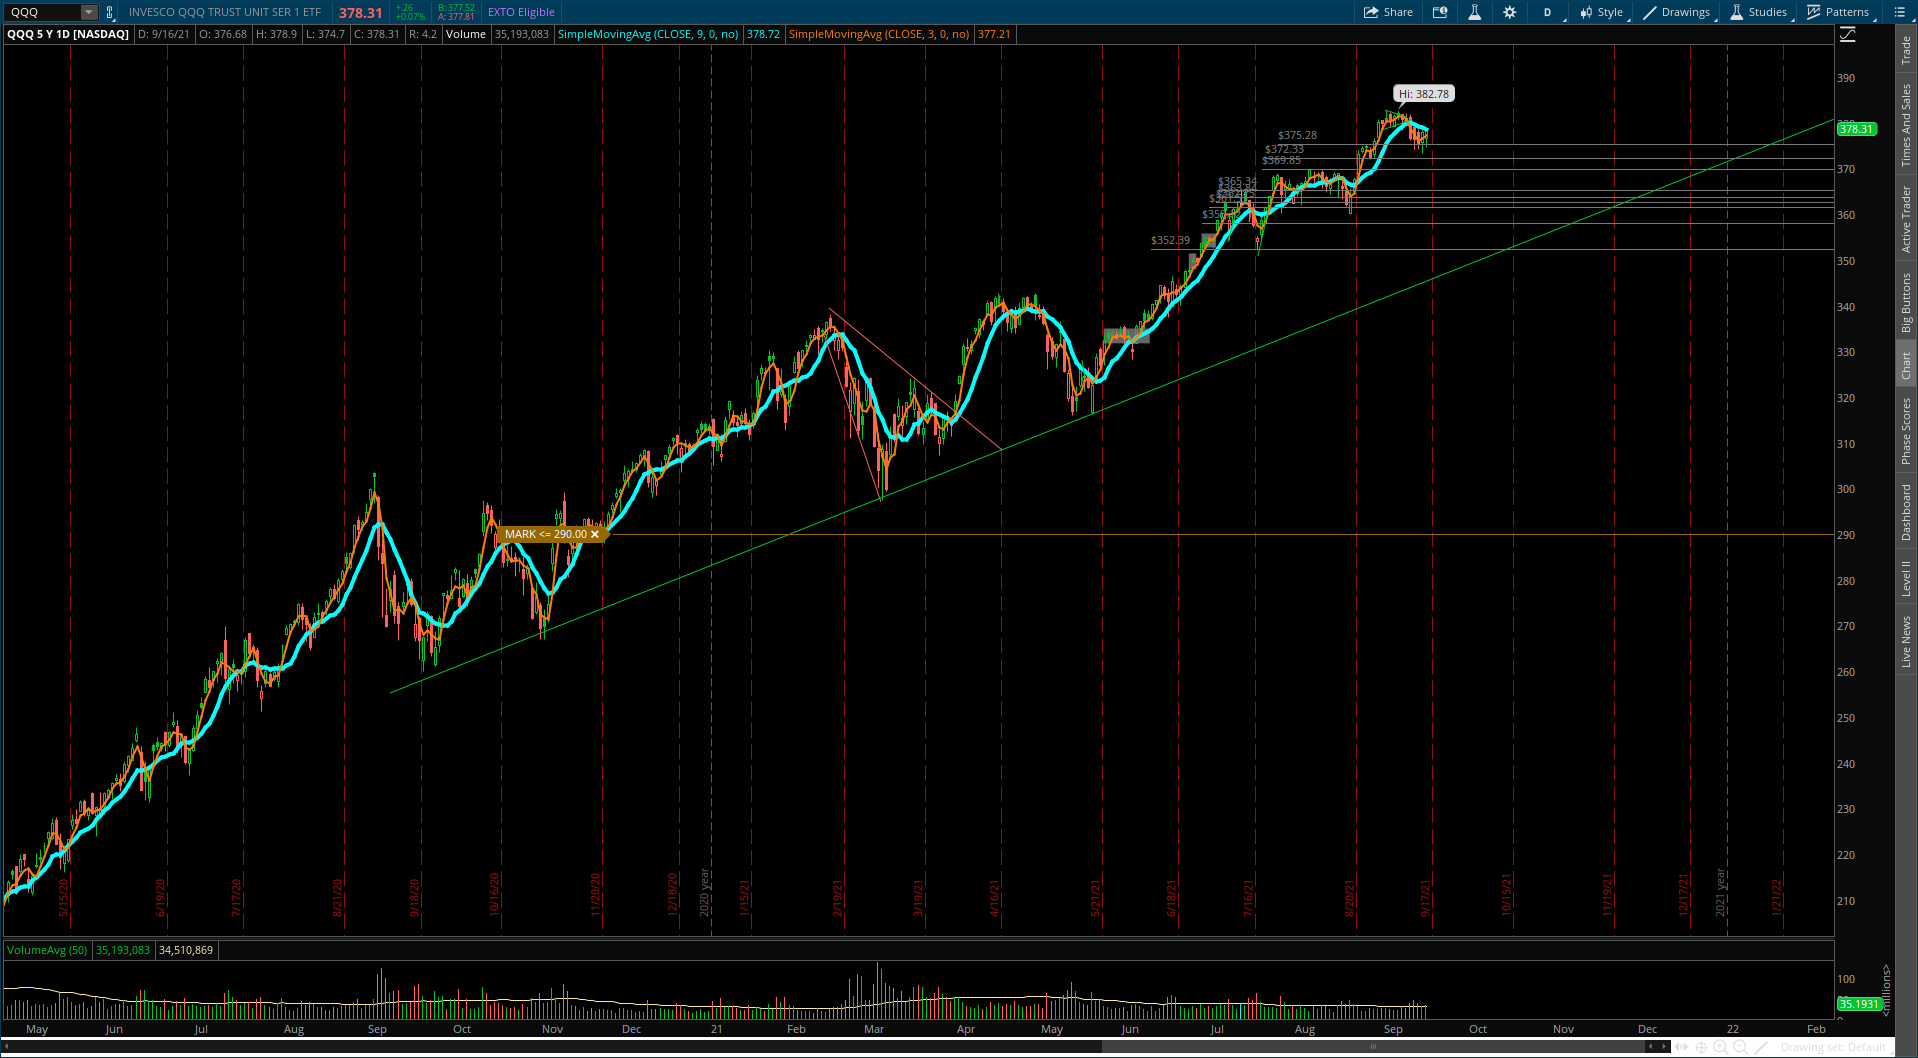 QQQ INVESCO QQQ TRUST UNIT SER 1 ETF 378.31 +.26 +0.07% B: 377.52 A: 377.81 EXTO Eligible Share D Style Drawings Studies Patterns
QQQ 5 Y 1D [NASDAQ] D: 9/16/21 O: 376.68 H: 378.9 L: 374.7 C: 378.31 R: 4.2 Volume 35,193,083 SimpleMovingAvg (CLOSE, 9, 0, no) 378.72 SimpleMovingAvg (CLOSE, 3, 0, no) 377.21
Hi: 382.78
$375.28
$372.33
$369.85
$365.34
$352.39
MARK <= 290.00
390
378.31
370
360
350
340
330
320
310
300
290
280
270
260
250
240
230
220
210
5/15/20
6/19/20
7/17/20
8/21/20
9/18/20
10/16/20
11/20/20
12/18/20
2020 year
1/15/21
2/19/21
3/19/21
4/16/21
5/21/21
6/18/21
7/16/21
8/20/21
9/17/21
10/15/21
11/19/21
12/17/21
2021 year
1/21/22
VolumeAvg (50) 35,193,083 34,510,869
100
35.1931
<millions>
May Jun Jul Aug Sep Oct Nov Dec 21 Feb Mar Apr May Jun Jul Aug Sep Oct Nov Dec 22 Feb
Drawing set: Default
Trade
Times And Sales
Active Trader
Big Buttons
Chart
Phase Scores
Dashboard
Level II
Live News